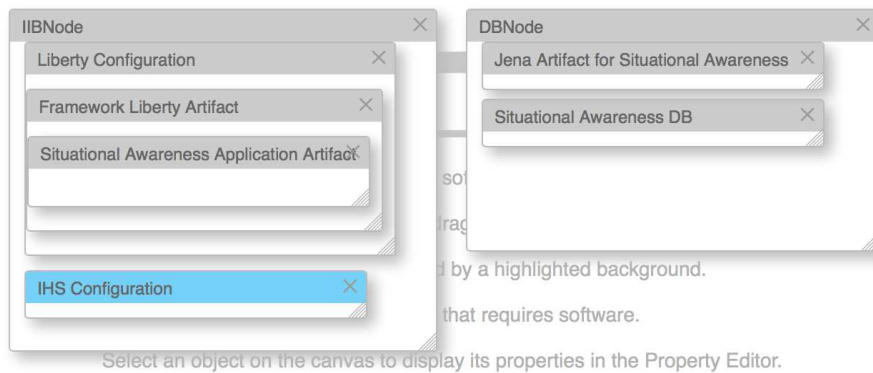 IIBNode
Liberty Configuration
Framework Liberty Artifact
Situational Awareness Application Artifact
IHS Configuration
DBNode
Jena Artifact for Situational Awareness
Situational Awareness DB
by a highlighted background.
that requires software.
Select an object on the canvas to display its properties in the Property Editor.